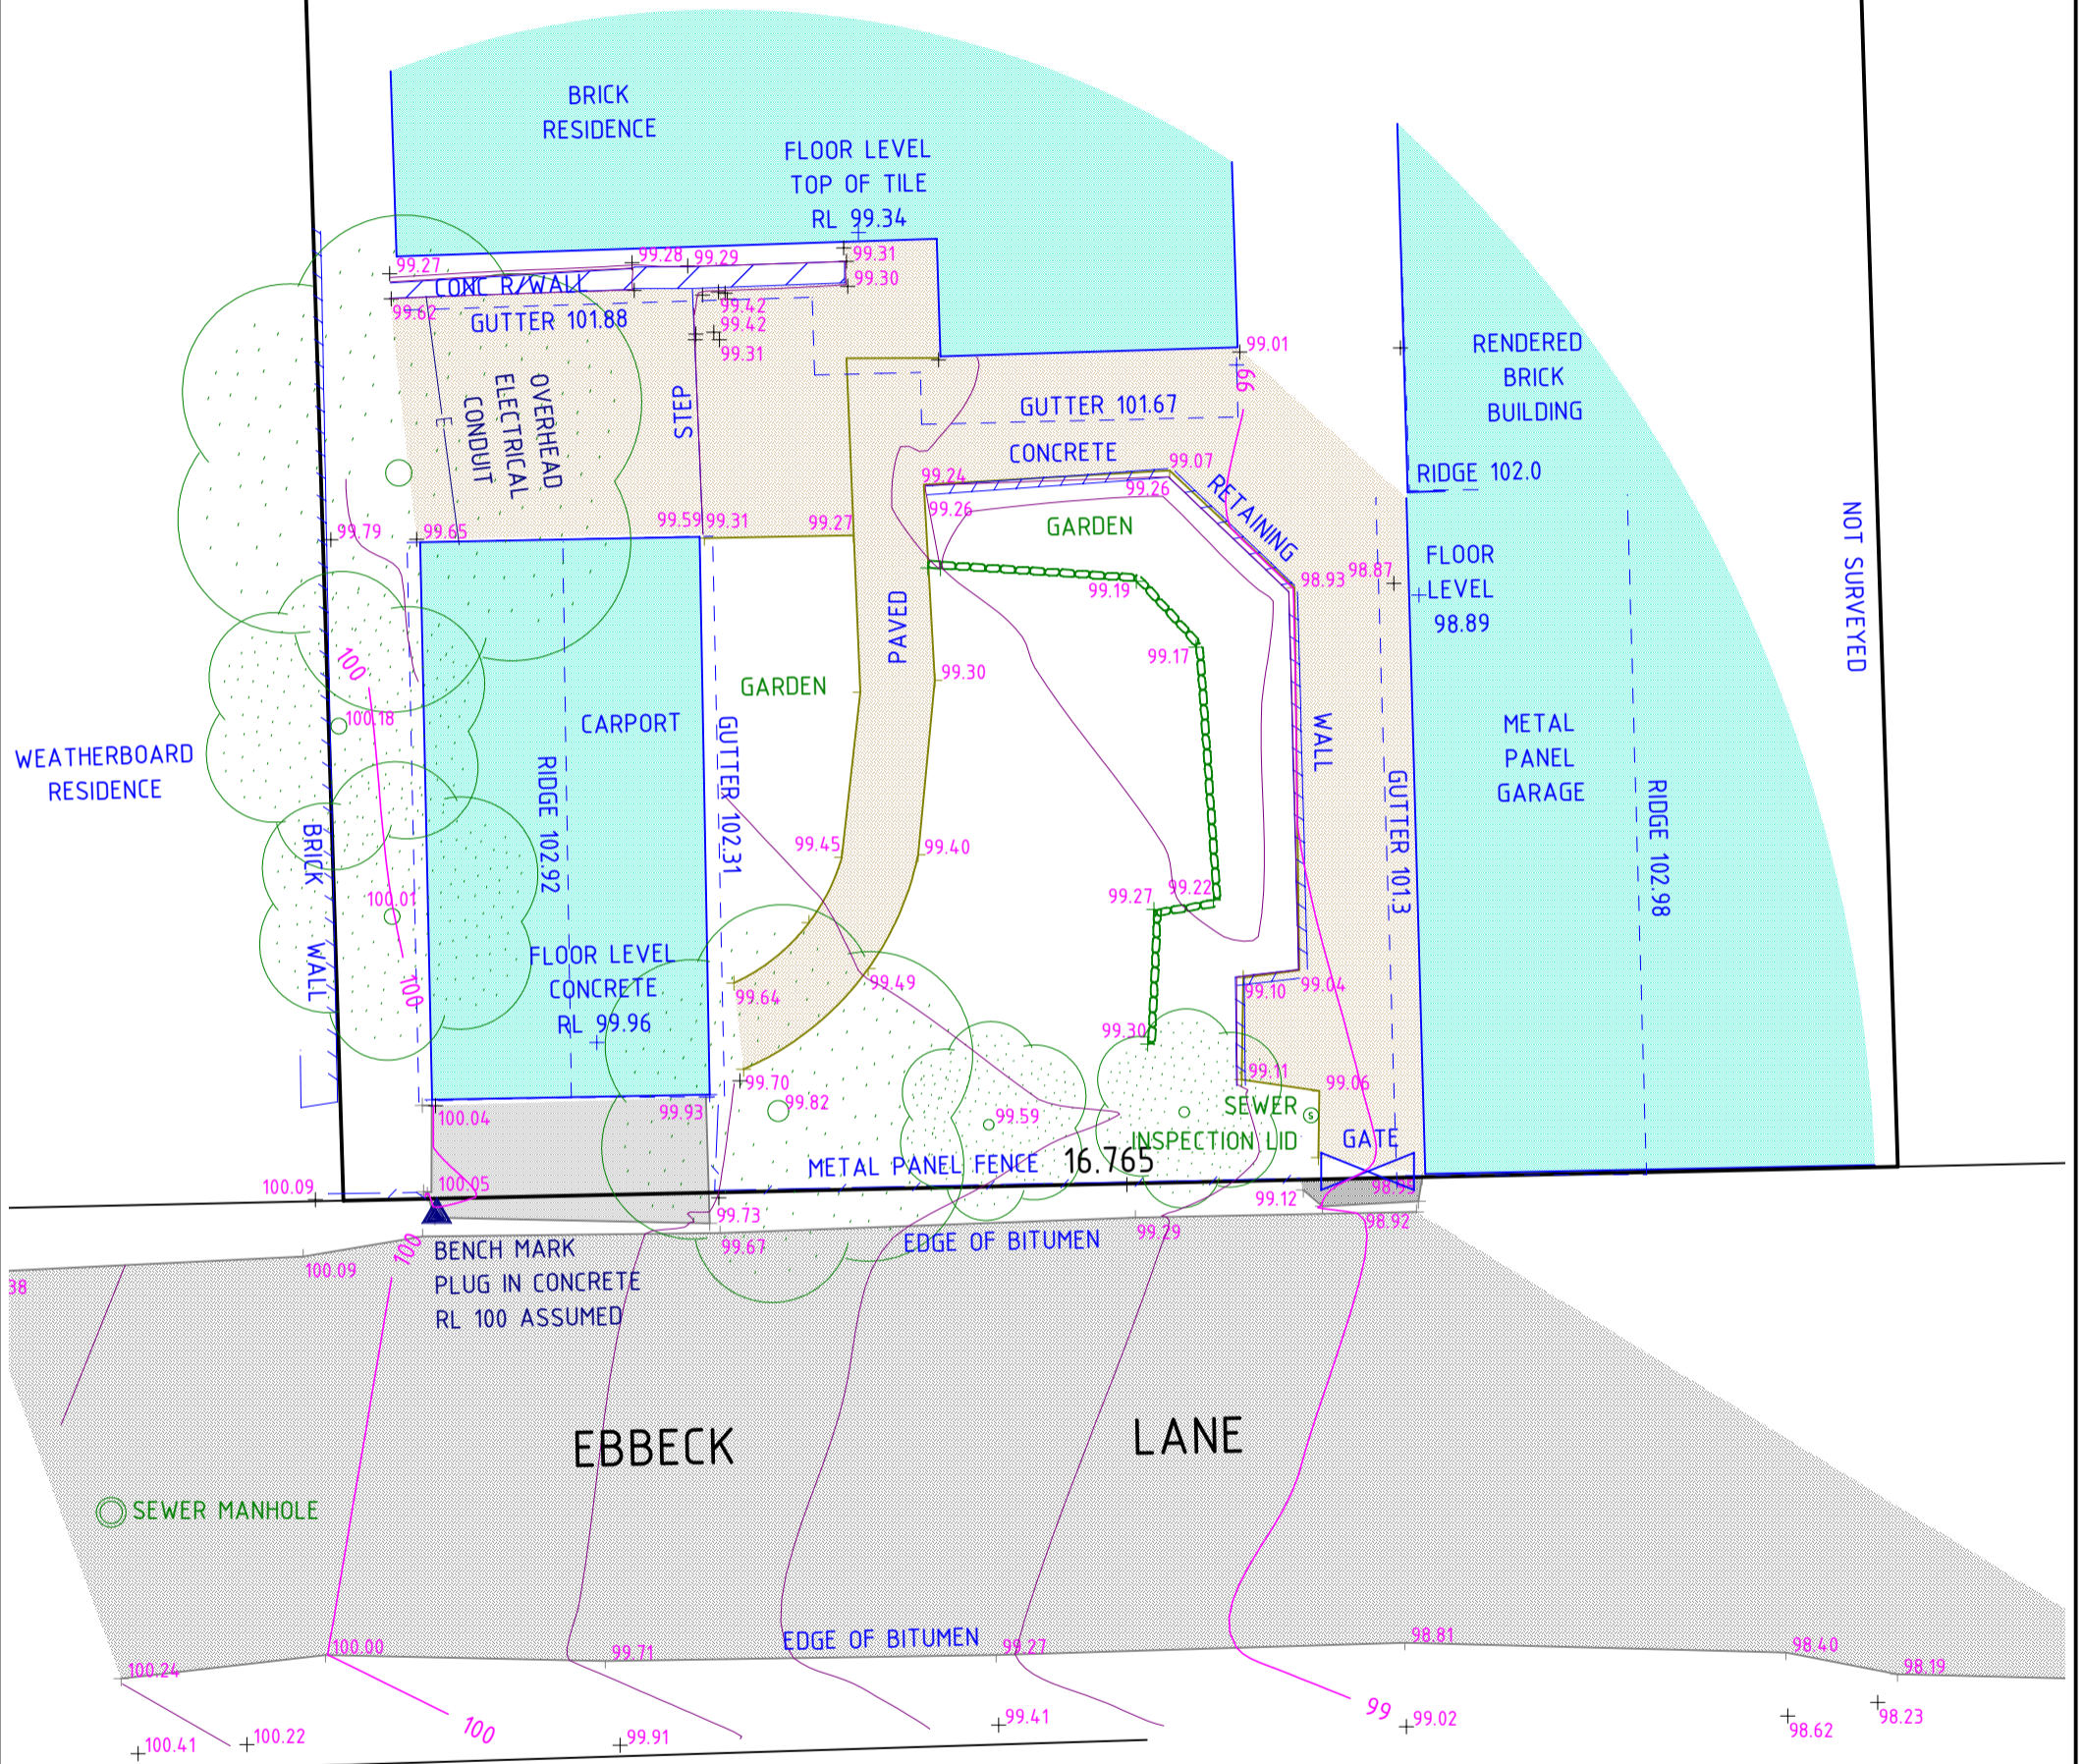 BRICK
RESIDENCE
FLOOR LEVEL
TOP OF TILE
RL 99.34
99.27
99.28
99.29
99.31
99.30
CONC R/WALL
99.62
GUTTER 101.88
99.42
99.42
99.31
OVERHEAD
ELECTRICAL
CONDUIT
E
STEP
99.01
99
GUTTER 101.67
CONCRETE
RENDERED
BRICK
BUILDING
RIDGE 102.0
99.24
99.07
99.26
99.26
RETAINING
GARDEN
99.79
99.65
99.59
99.31
99.27
98.93
98.87
FLOOR
LEVEL
98.89
NOT SURVEYED
99.19
99.17
PAVED
99.30
GARDEN
100
100.18
CARPORT
GUTTER 102.31
WALL
METAL
PANEL
GARAGE
WEATHERBOARD
RESIDENCE
RIDGE 102.92
GUTTER 101.3
RIDGE 102.98
BRICK
WALL
99.45
99.40
99.27
99.22
100.01
100
FLOOR LEVEL
CONCRETE
RL 99.96
99.64
99.49
99.10
99.04
99.30
99.11
99.06
99.70
99.82
99.59
100.04
99.93
SEWER
INSPECTION LID
S
GATE
METAL PANEL FENCE
16.765
100.09
100.05
99.73
99.12
98.92
99.67
99.29
EDGE OF BITUMEN
100
BENCH MARK
PLUG IN CONCRETE
RL 100 ASSUMED
100.09
38
EBBECK
LANE
SEWER MANHOLE
EDGE OF BITUMEN
100.24
100.00
99.71
99.27
98.81
98.40
98.19
100
99
100.41
100.22
99.91
99.41
99.02
98.62
98.23